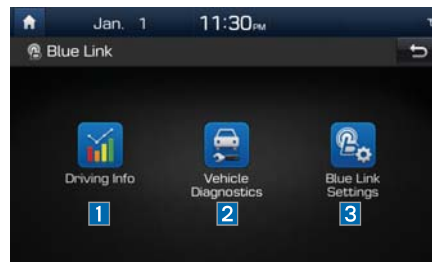 Jan. 1 11:30PM
Blue Link
Driving Info
Vehicle
Diagnostics
Blue Link
Settings
1 2 3